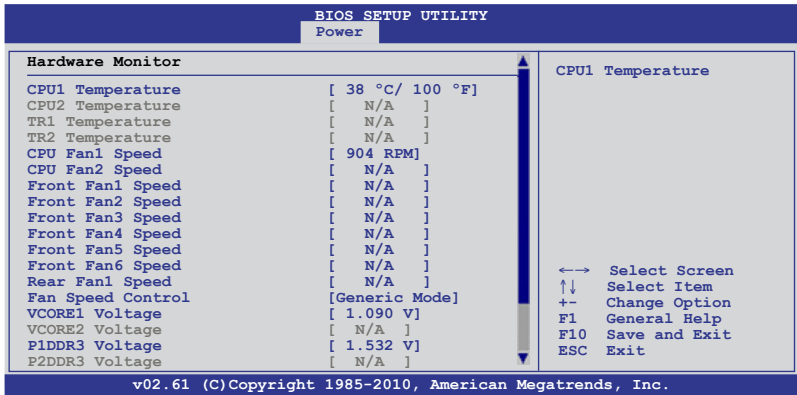 BIOS SETUP UTILITY
Power
Hardware Monitor
CPU1 Temperature [ 38 °C/ 100 °F]
CPU2 Temperature [ N/A ]
TR1 Temperature [ N/A ]
TR2 Temperature [ N/A ]
CPU Fan1 Speed [ 904 RPM]
CPU Fan2 Speed [ N/A ]
Front Fan1 Speed [ N/A ]
Front Fan2 Speed [ N/A ]
Front Fan3 Speed [ N/A ]
Front Fan4 Speed [ N/A ]
Front Fan5 Speed [ N/A ]
Front Fan6 Speed [ N/A ]
Rear Fan1 Speed [ N/A ]
Fan Speed Control [Generic Mode]
VCORE1 Voltage [ 1.090 V]
VCORE2 Voltage [ N/A ]
P1DDR3 Voltage [ 1.532 V]
P2DDR3 Voltage [ N/A ]
CPU1 Temperature
←→ Select Screen
↑↓ Select Item
+- Change Option
F1 General Help
F10 Save and Exit
ESC Exit
v02.61 (C)Copyright 1985-2010, American Megatrends, Inc.